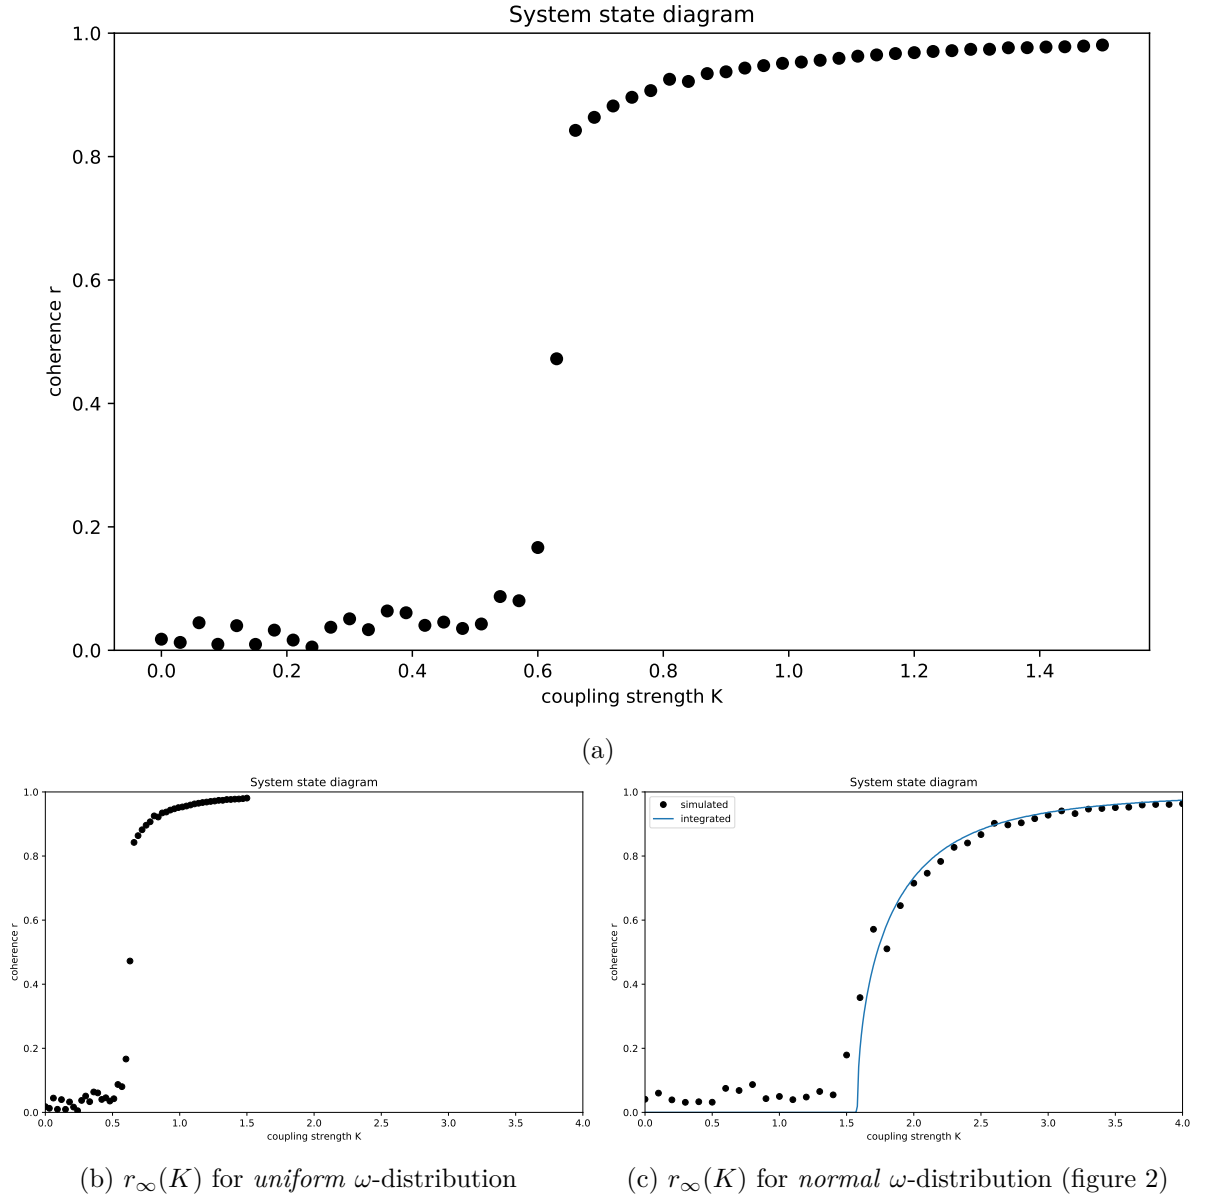 System state diagram
1.0
0.8
0.6
0.4
0.2
0.0
coherence r
0.0 0.2 0.4 0.6 0.8 1.0 1.2 1.4
coupling strength K
(a)
System state diagram
1.0
0.8
0.6
0.4
0.2
0.0
coherence r
0.0 0.5 1.0 1.5 2.0 2.5 3.0 3.5 4.0
coupling strength K
(b) r∞(K) for uniform ω-distribution
System state diagram
simulated
integrated
1.0
0.8
0.6
0.4
0.2
0.0
coherence r
0.0 0.5 1.0 1.5 2.0 2.5 3.0 3.5 4.0
coupling strength K
(c) r∞(K) for normal ω-distribution (figure 2)